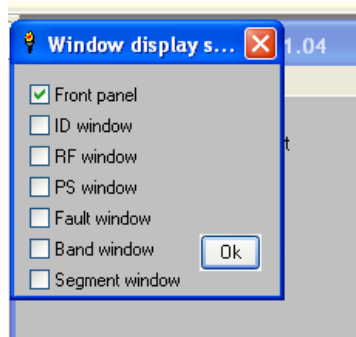 Window display s...
1.04
Front panel
ID window
RF window
t
PS window
Fault window
Band window
Ok
Segment window